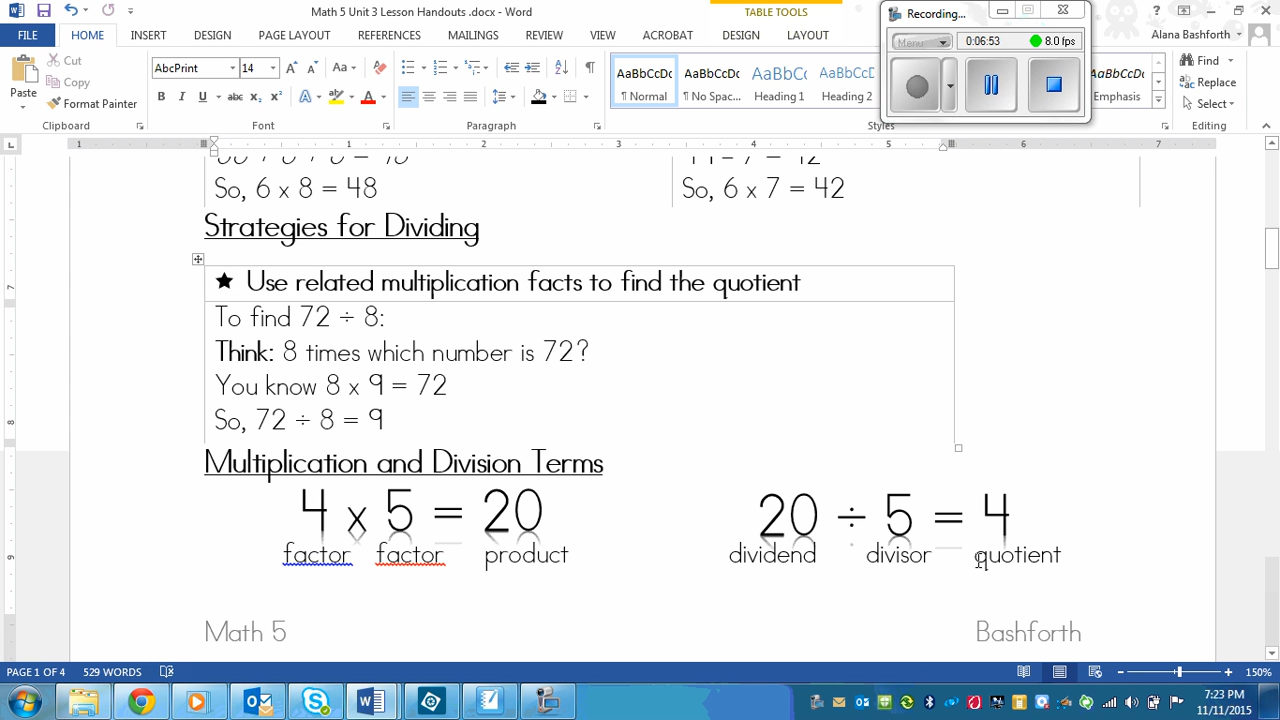 Math 5 Unit 3 Lesson Handouts .docx - Word
TABLE TOOLS
Recording...
FILE HOME INSERT DESIGN PAGE LAYOUT REFERENCES MAILINGS REVIEW VIEW ACROBAT DESIGN LAYOUT
Alana Bashforth
Menu 0:06:53 8.0 fps
Paste
Cut
Copy
Format Painter
Clipboard
AbcPrint 14
Font
Paragraph
AaBbCcDc AaBbCcDc AaBbCc AaBbC
¶ Normal ¶ No Spac... Heading 1 Heading 2 Emphasis
Styles
Find
Replace
Select
Editing
So, 6 x 8 = 48
So, 6 x 7 = 42
Strategies for Dividing
★ Use related multiplication facts to find the quotient
To find 72 ÷ 8:
Think: 8 times which number is 72?
You know 8 x 9 = 72
So, 72 ÷ 8 = 9
Multiplication and Division Terms
4 x 5 = 20
factor factor product
20 ÷ 5 = 4
dividend divisor quotient
Math 5 Bashforth
PAGE 1 OF 4 529 WORDS 150%
7:23 PM
11/11/2015